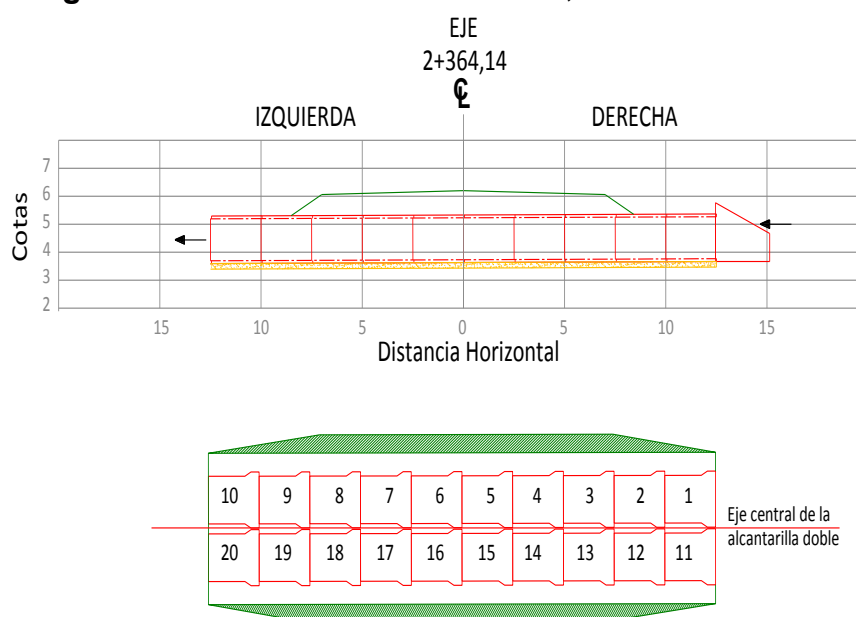 EJE
2+364,14
℄
IZQUIERDA DERECHA
Cotas
7
6
5
4
3
2
15 10 5 0 5 10 15
Distancia Horizontal
10 9 8 7 6 5 4 3 2 1
20 19 18 17 16 15 14 13 12 11
Eje central de la
alcantarilla doble